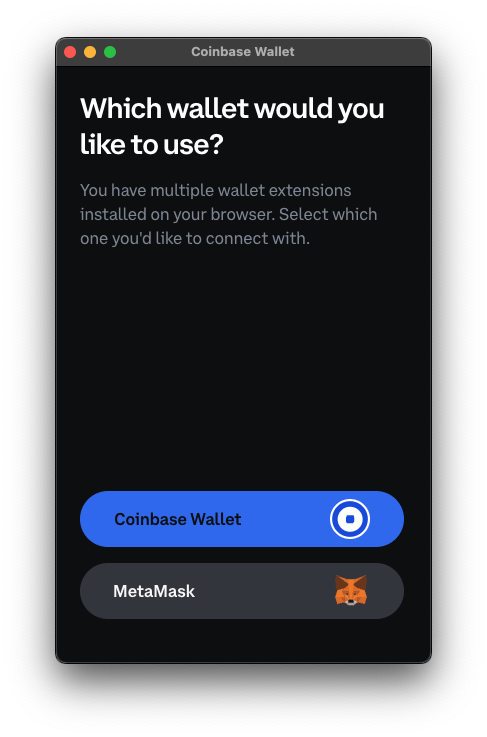 Coinbase Wallet
Which wallet would you
like to use?
You have multiple wallet extensions
installed on your browser. Select which
one you'd like to connect with.
Coinbase Wallet
MetaMask